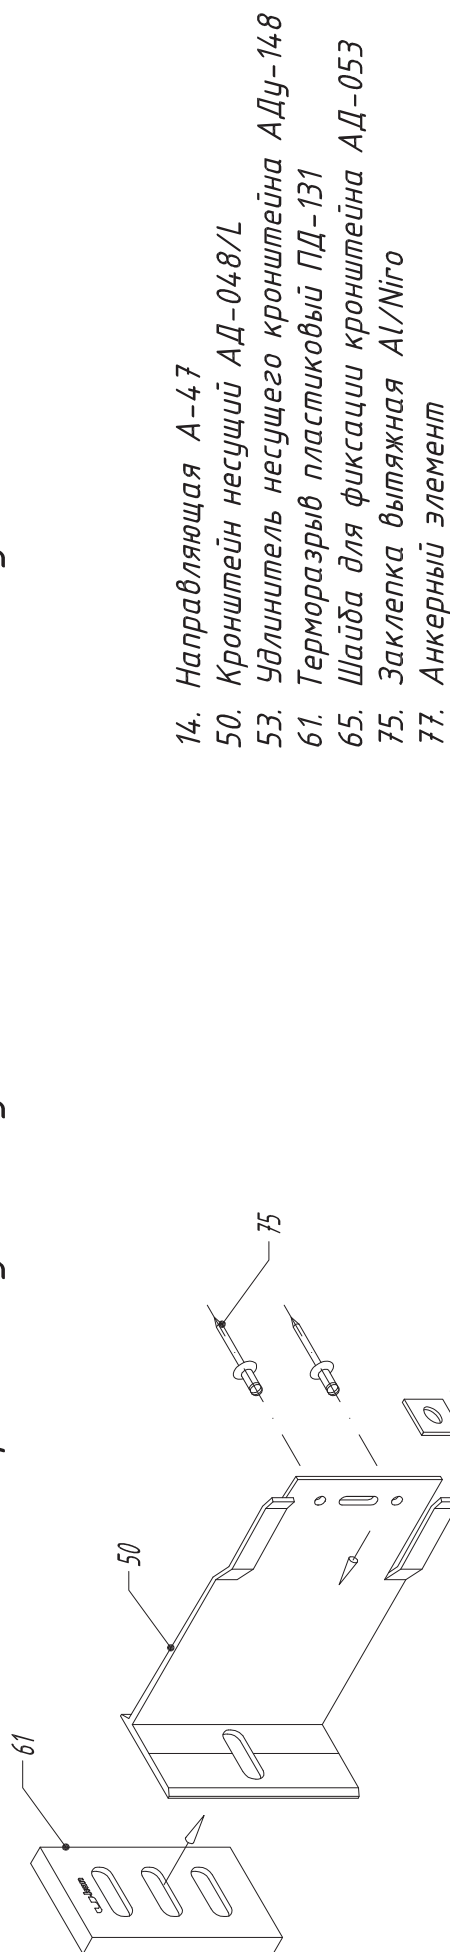 14. Направляющая А-47
50. Кронштейн несущий АД-048/L
53. Удлинитель несущего кронштейна АДу-148
61. Терморазрыв пластиковый ПД-131
65. Шайба для фиксации кронштейна АД-053
75. Заклепка вытяжная Al/Niro
77. Анкерный элемент
61
50
75